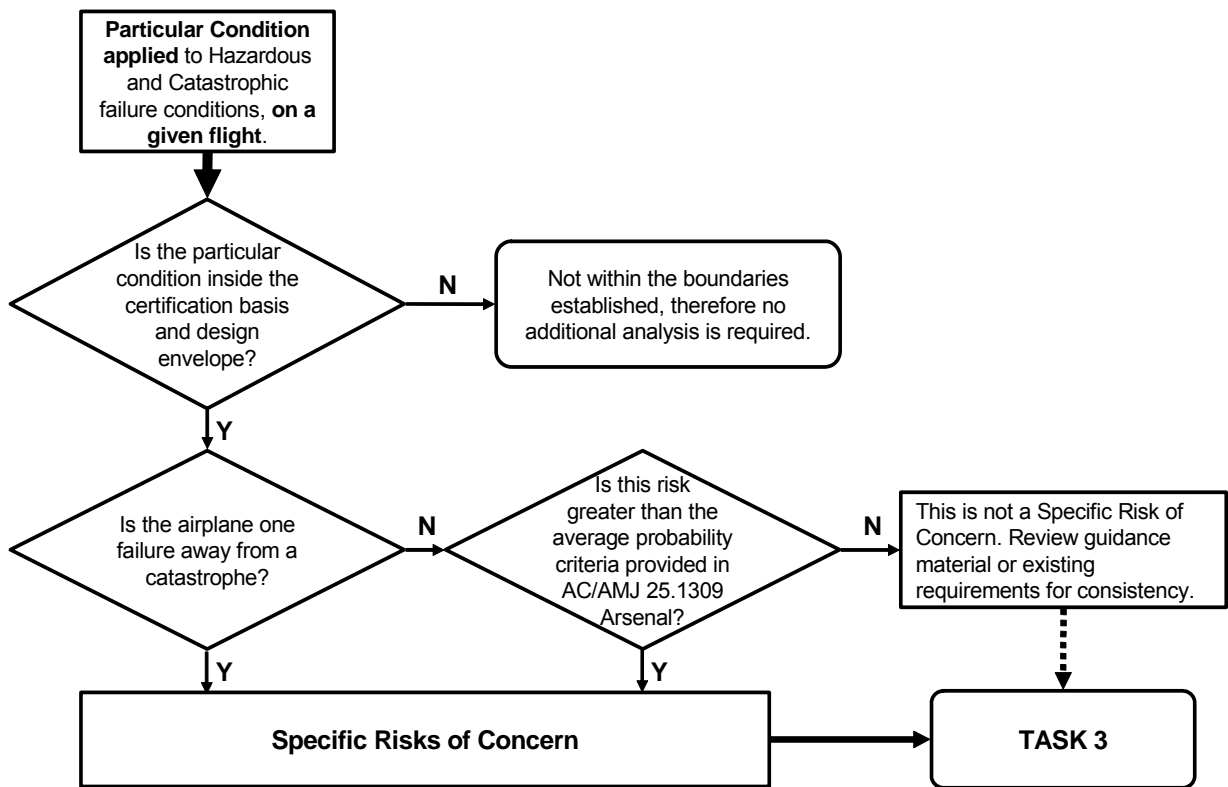 Particular Condition
applied to Hazardous
and Catastrophic
failure conditions, on a
given flight.
Is the particular
condition inside the
certification basis
and design
envelope?
N
Not within the boundaries
established, therefore no
additional analysis is required.
Y
Is the airplane one
failure away from a
catastrophe?
N
Is this risk
greater than the
average probability
criteria provided in
AC/AMJ 25.1309
Arsenal?
N
This is not a Specific Risk of
Concern. Review guidance
material or existing
requirements for consistency.
Y
Y
Specific Risks of Concern
TASK 3